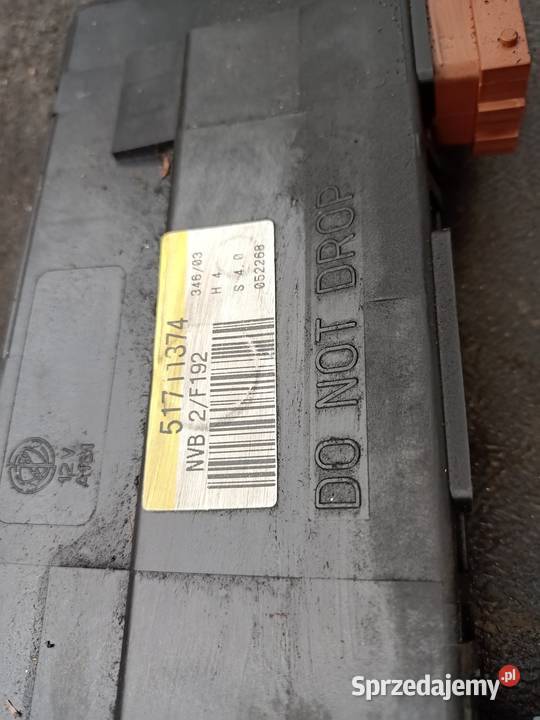 51711374
NVB 2/F192
346/03
H 4
S 4.0
052268
DO NOT DROP
12V
Sprzedajemy.pl